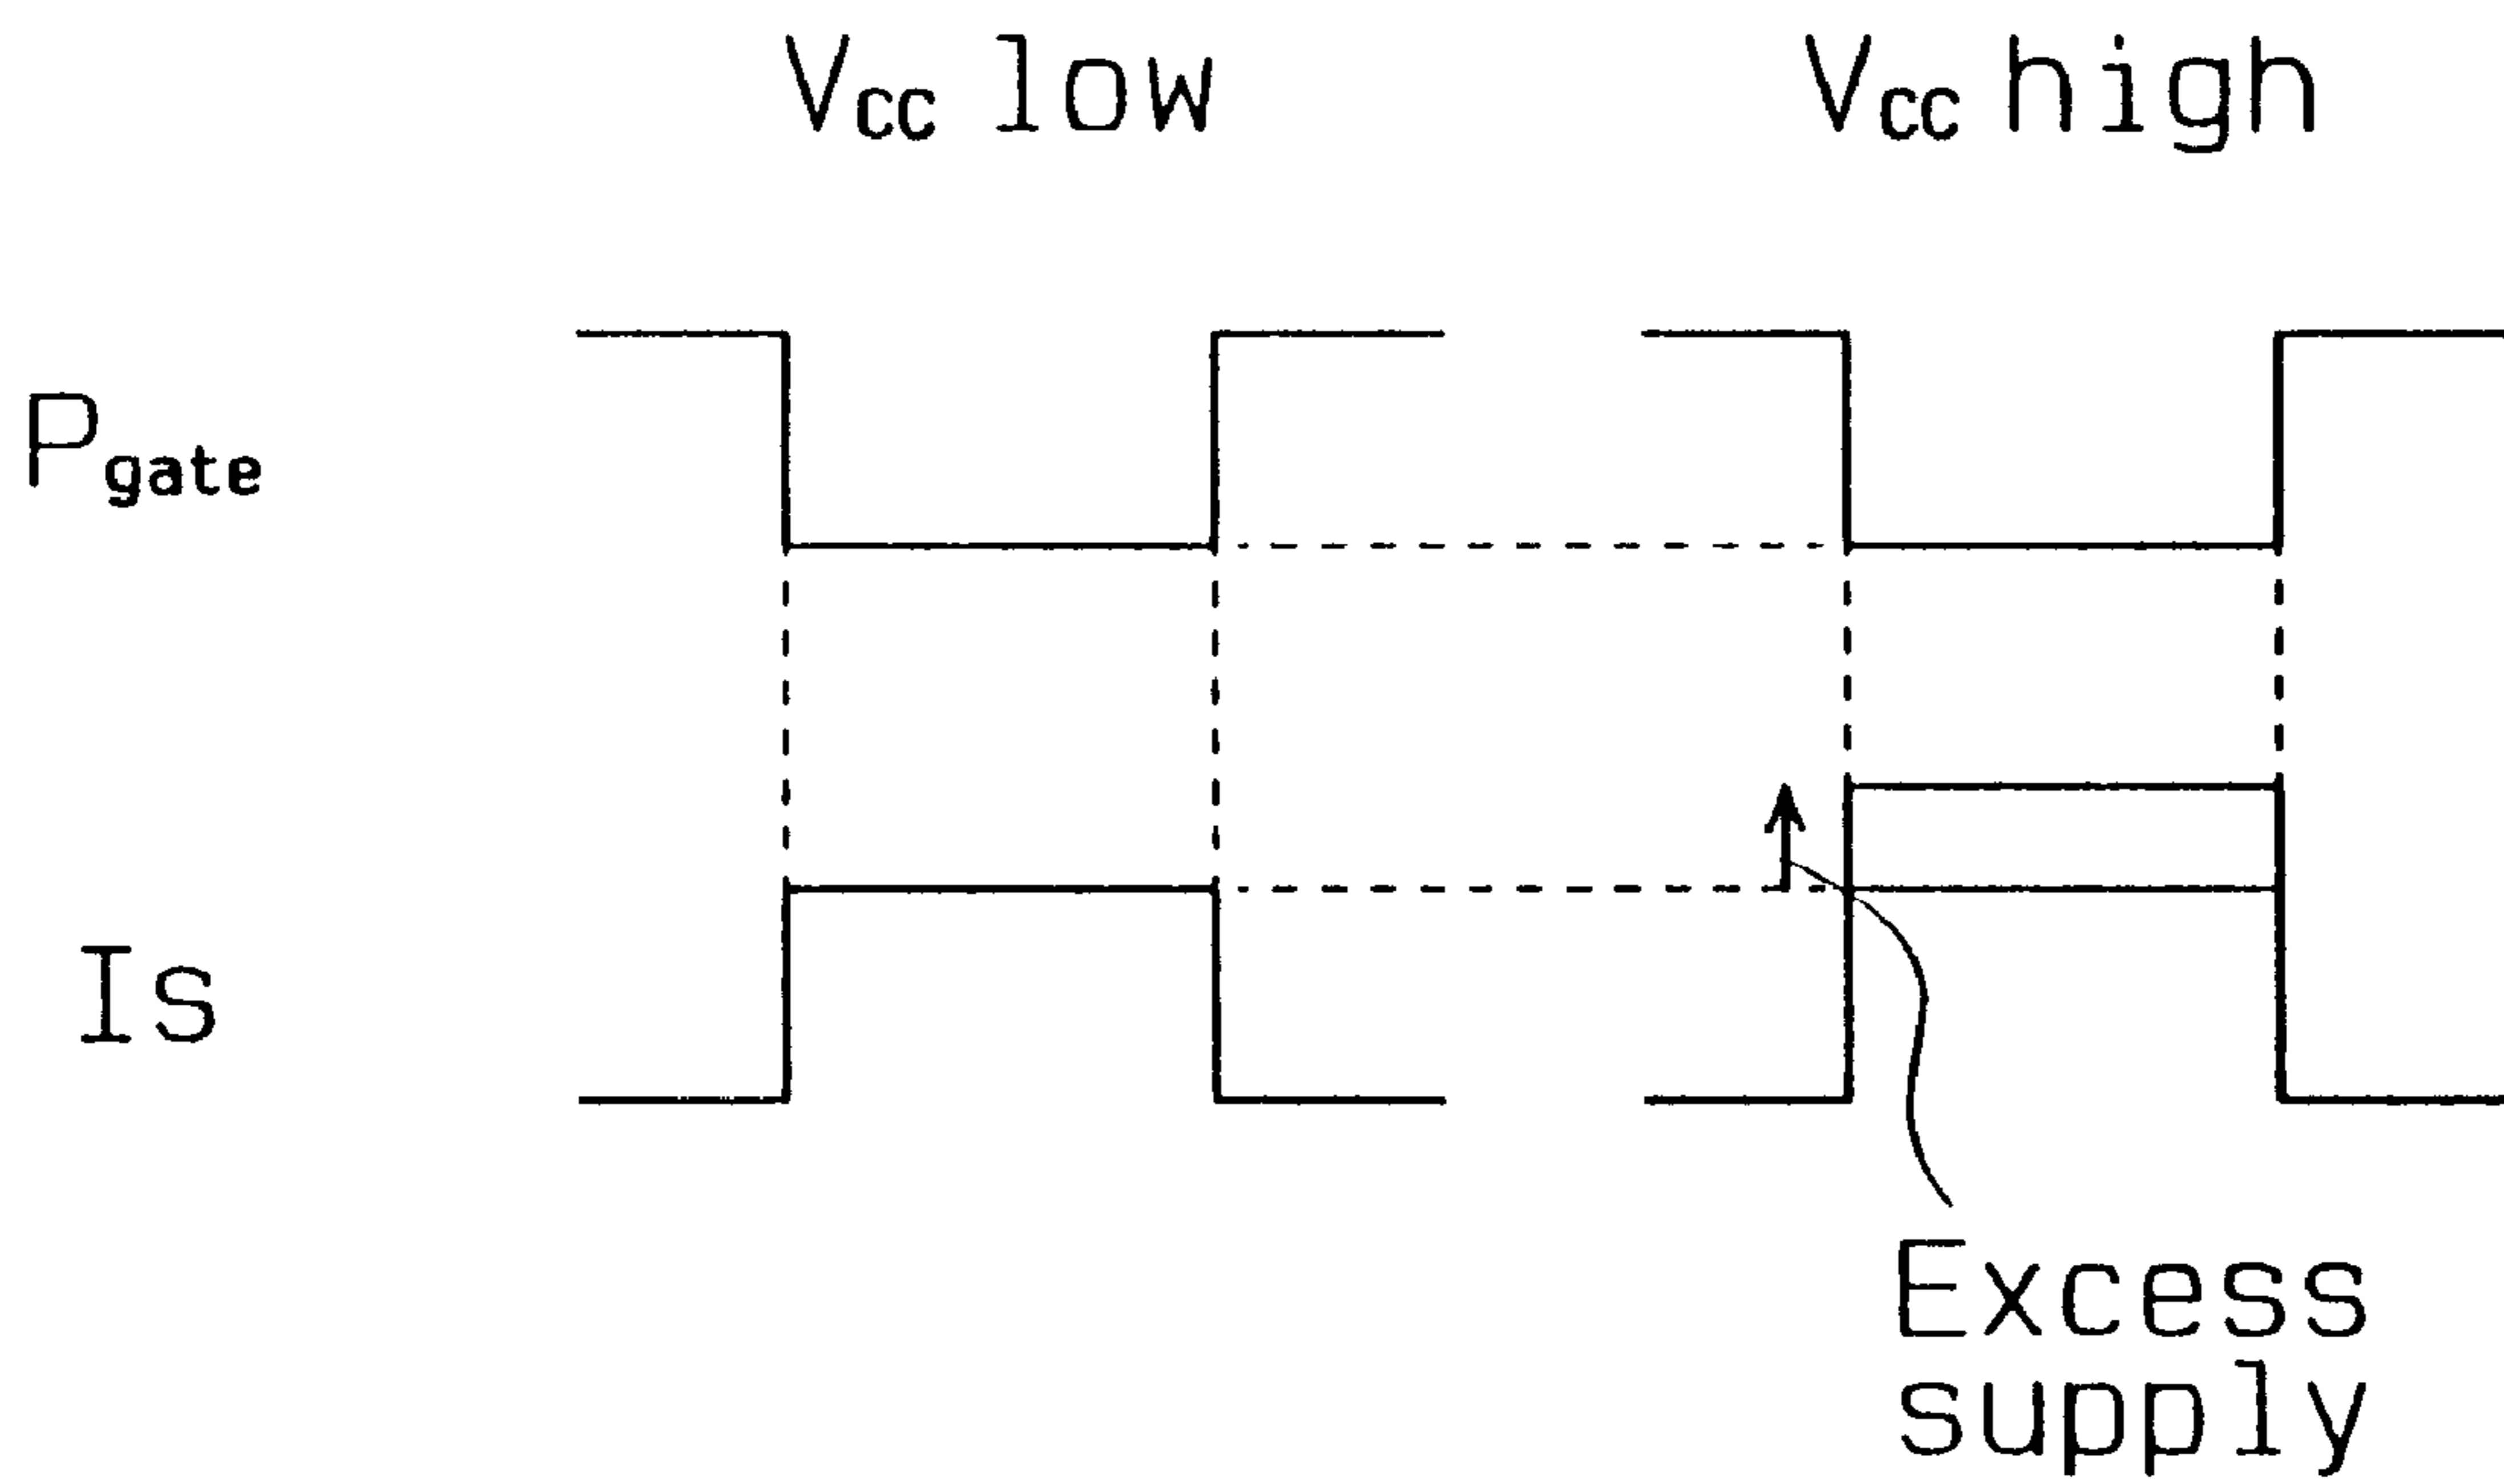 Vcc low
Vcc high
Pgate
Is
Excess
supply